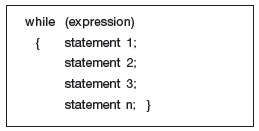 while (expression)
{ statement 1;
statement 2;
statement 3;
statement n; }